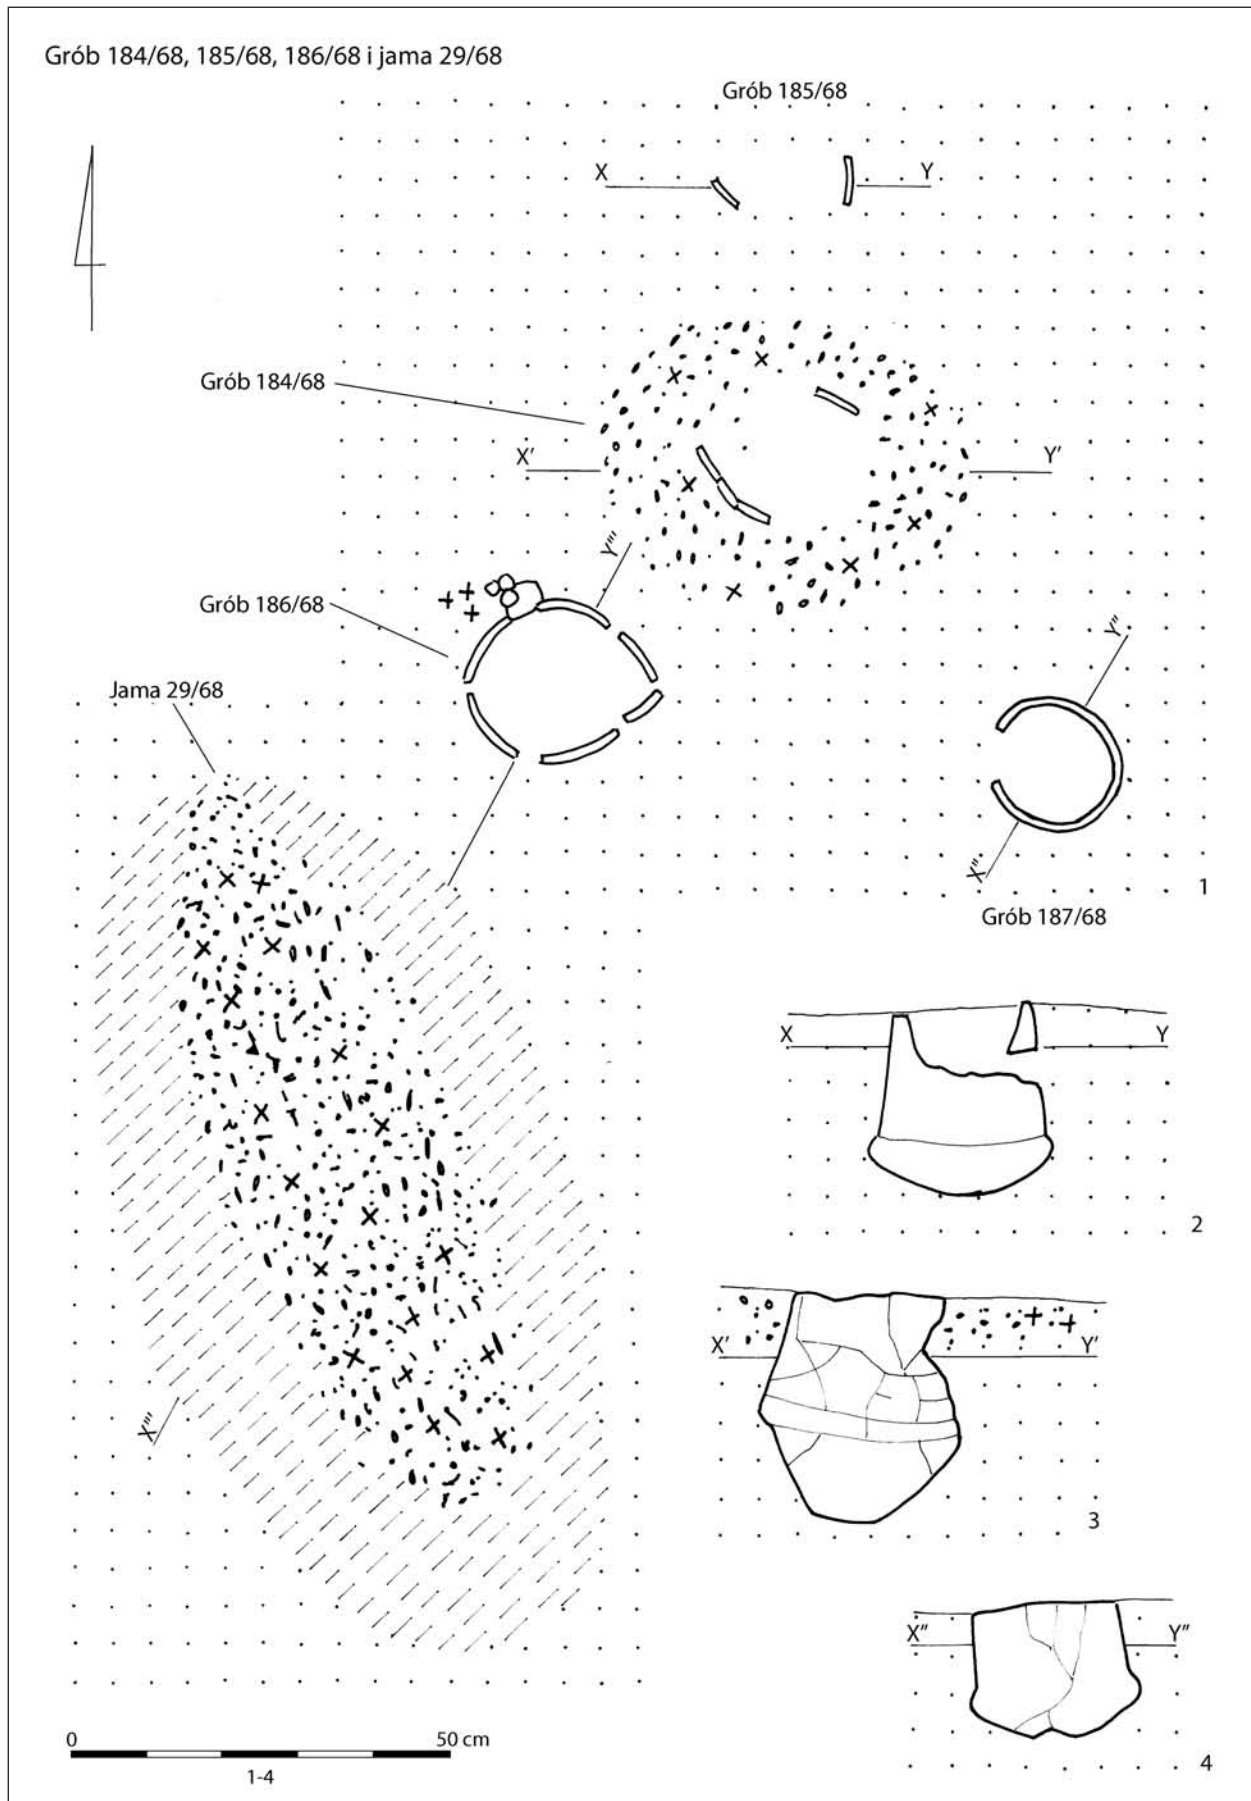 Grób 184/68, 185/68, 186/68 i jama 29/68
Grób 185/68
X
Y
Grób 184/68
X'
Y'
Y'''
Grób 186/68
Y''
Jama 29/68
X''
1
Grób 187/68
X
Y
2
X'
Y'
X'''
3
X''
Y''
4
0
50 cm
1-4